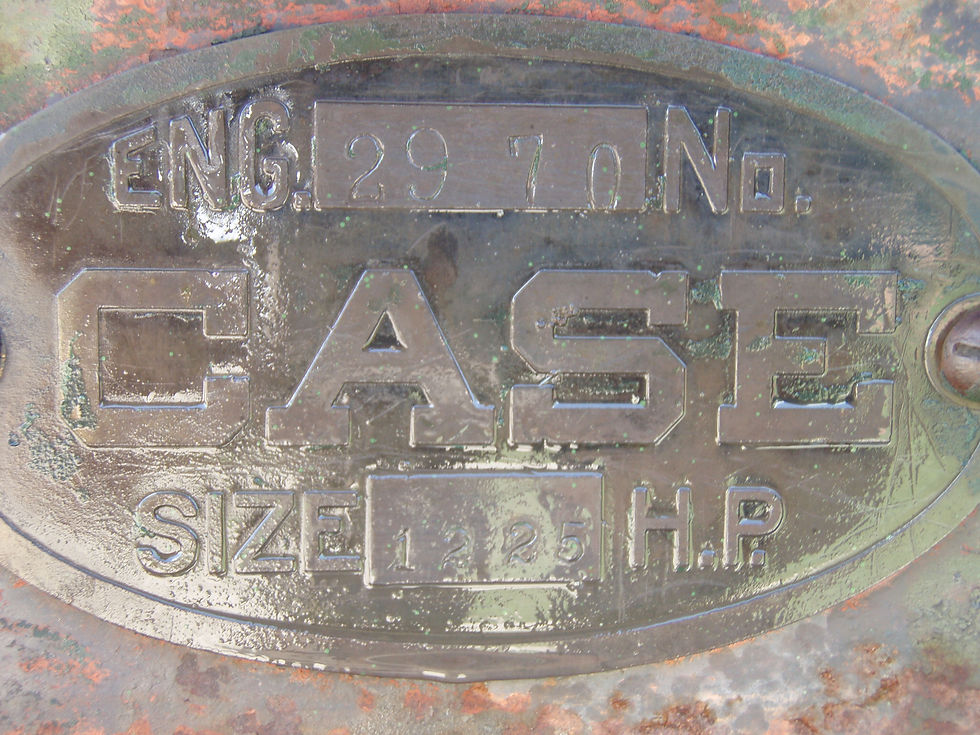 ENG. 2970 No.
CASE
SIZE 1225 H.P.